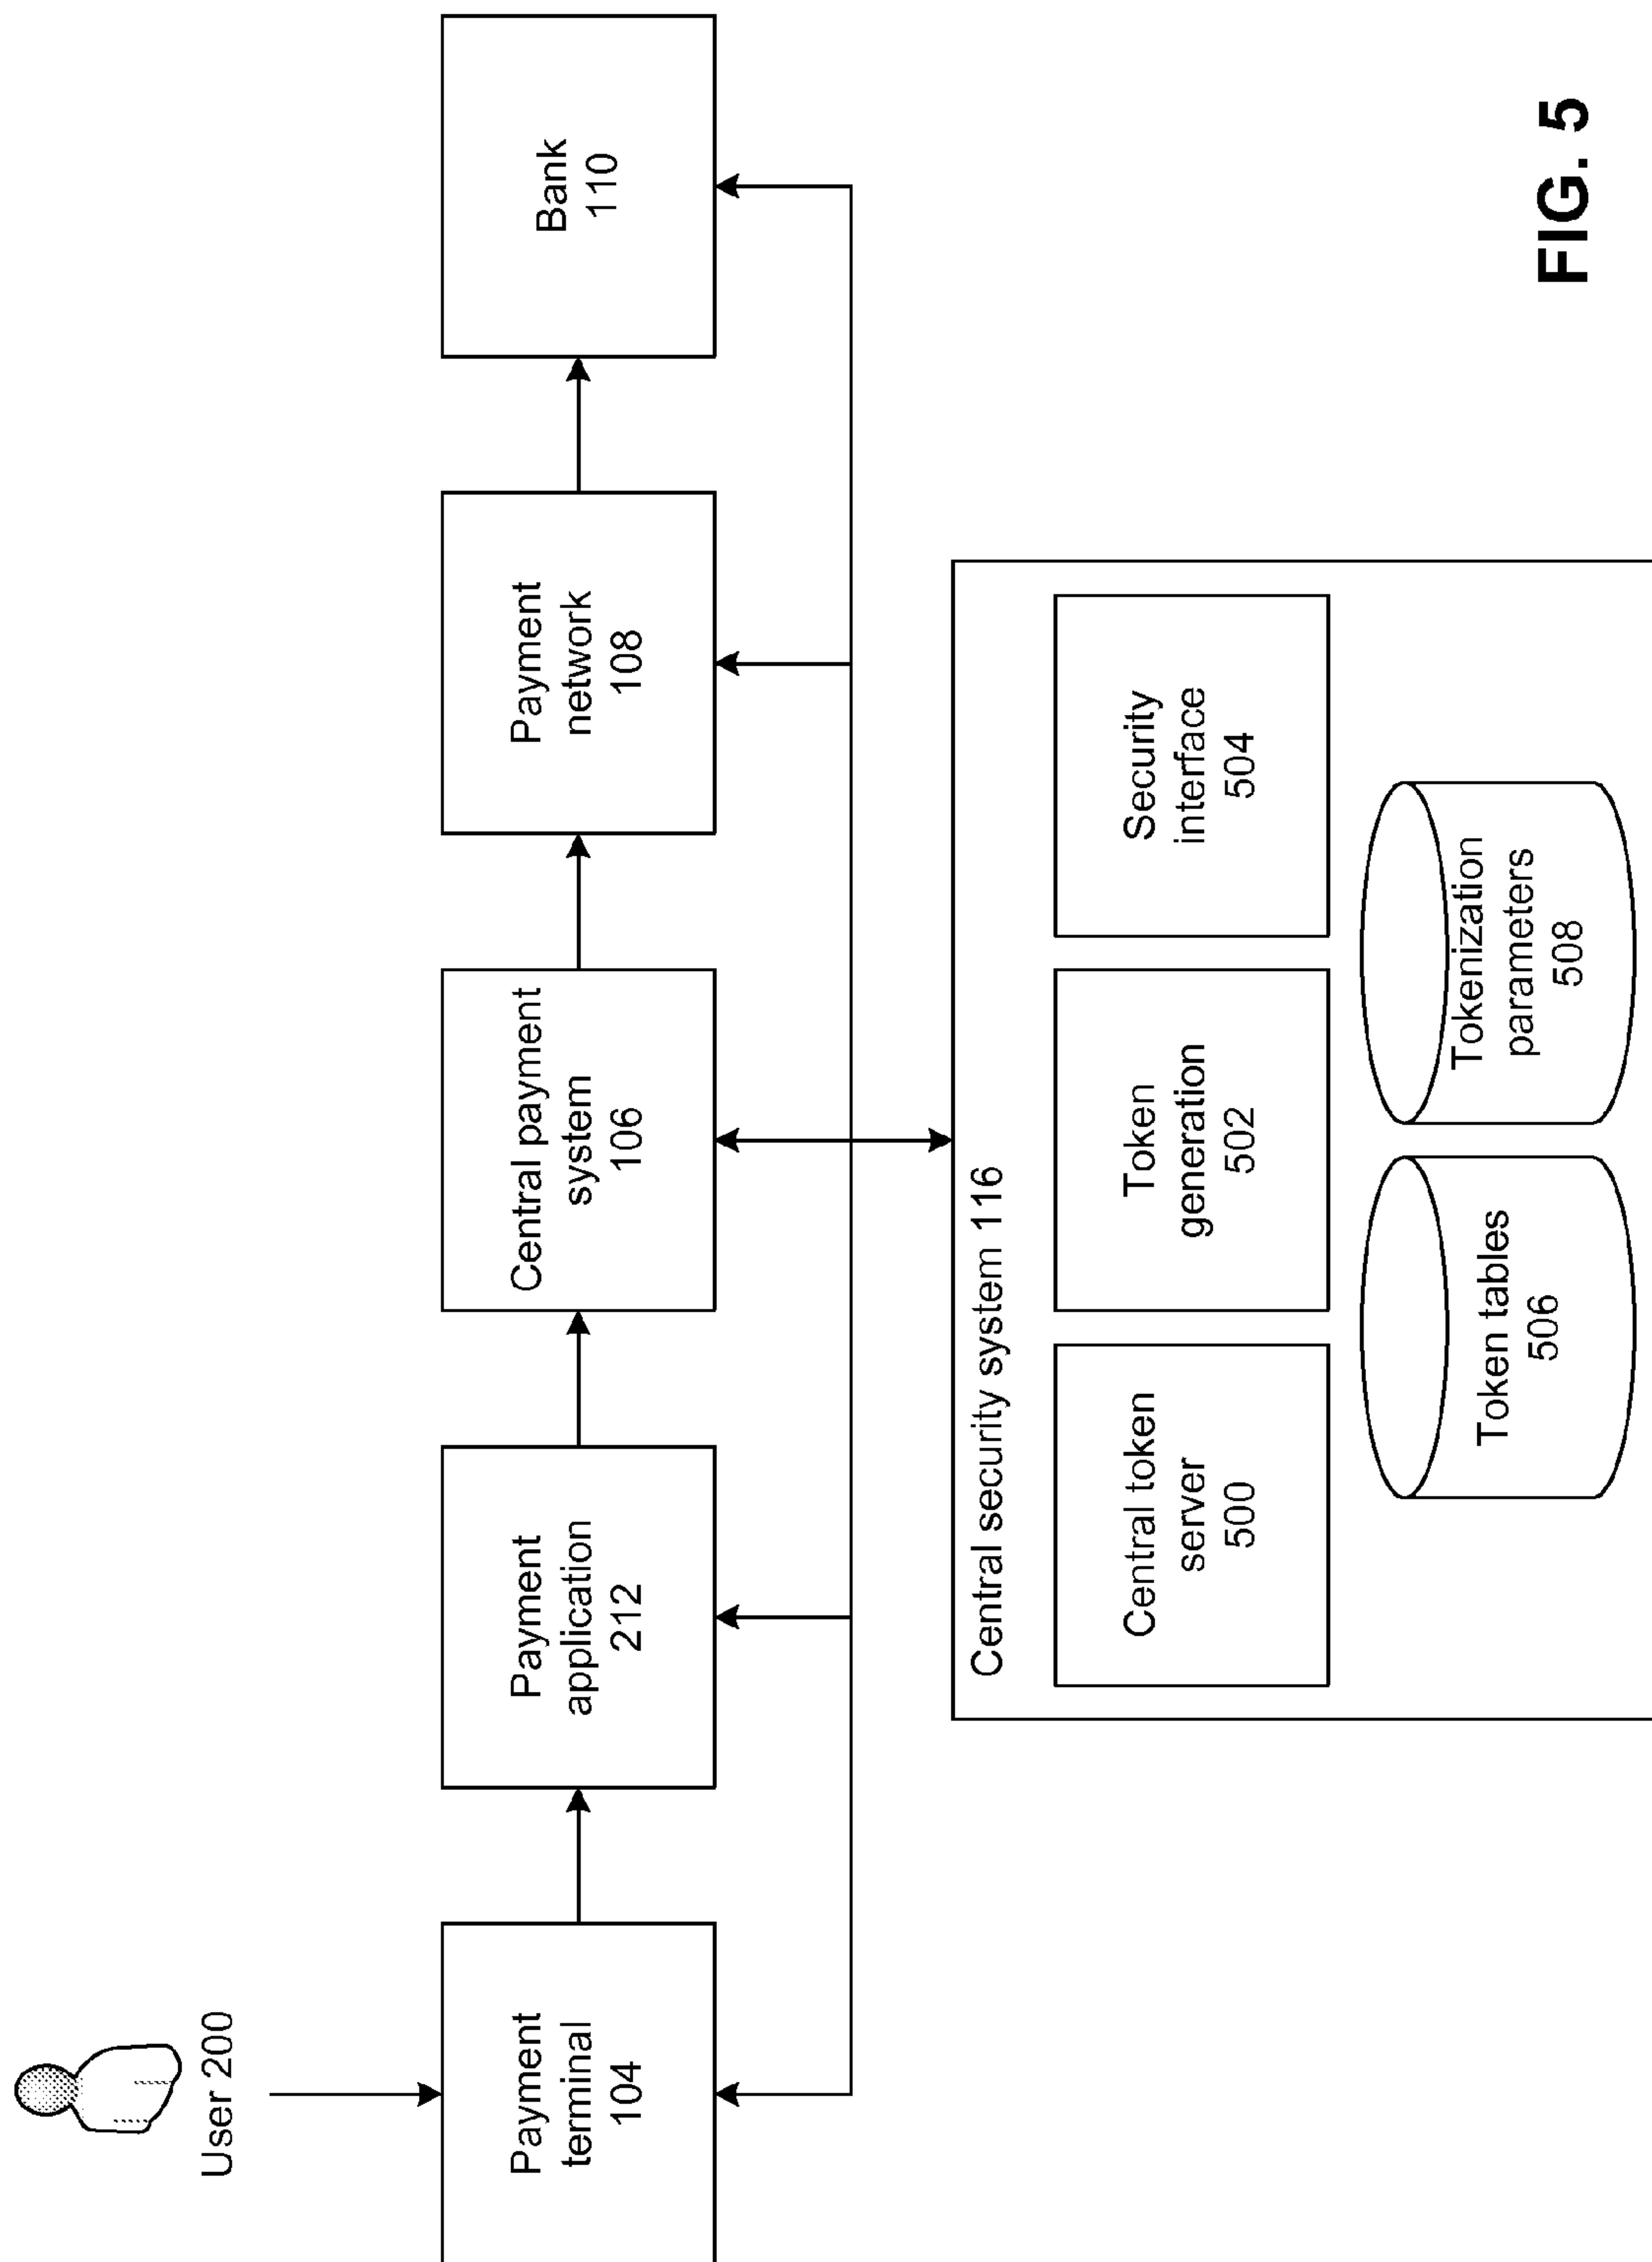 User 200
Payment
terminal
104
Payment
application
212
Central payment
system
106
Payment
network
108
Bank
110
Central security system 116
Central token
server
500
Token
generation
502
Security
interface
504
Token tables
506
Tokenization
parameters
508
FIG. 5